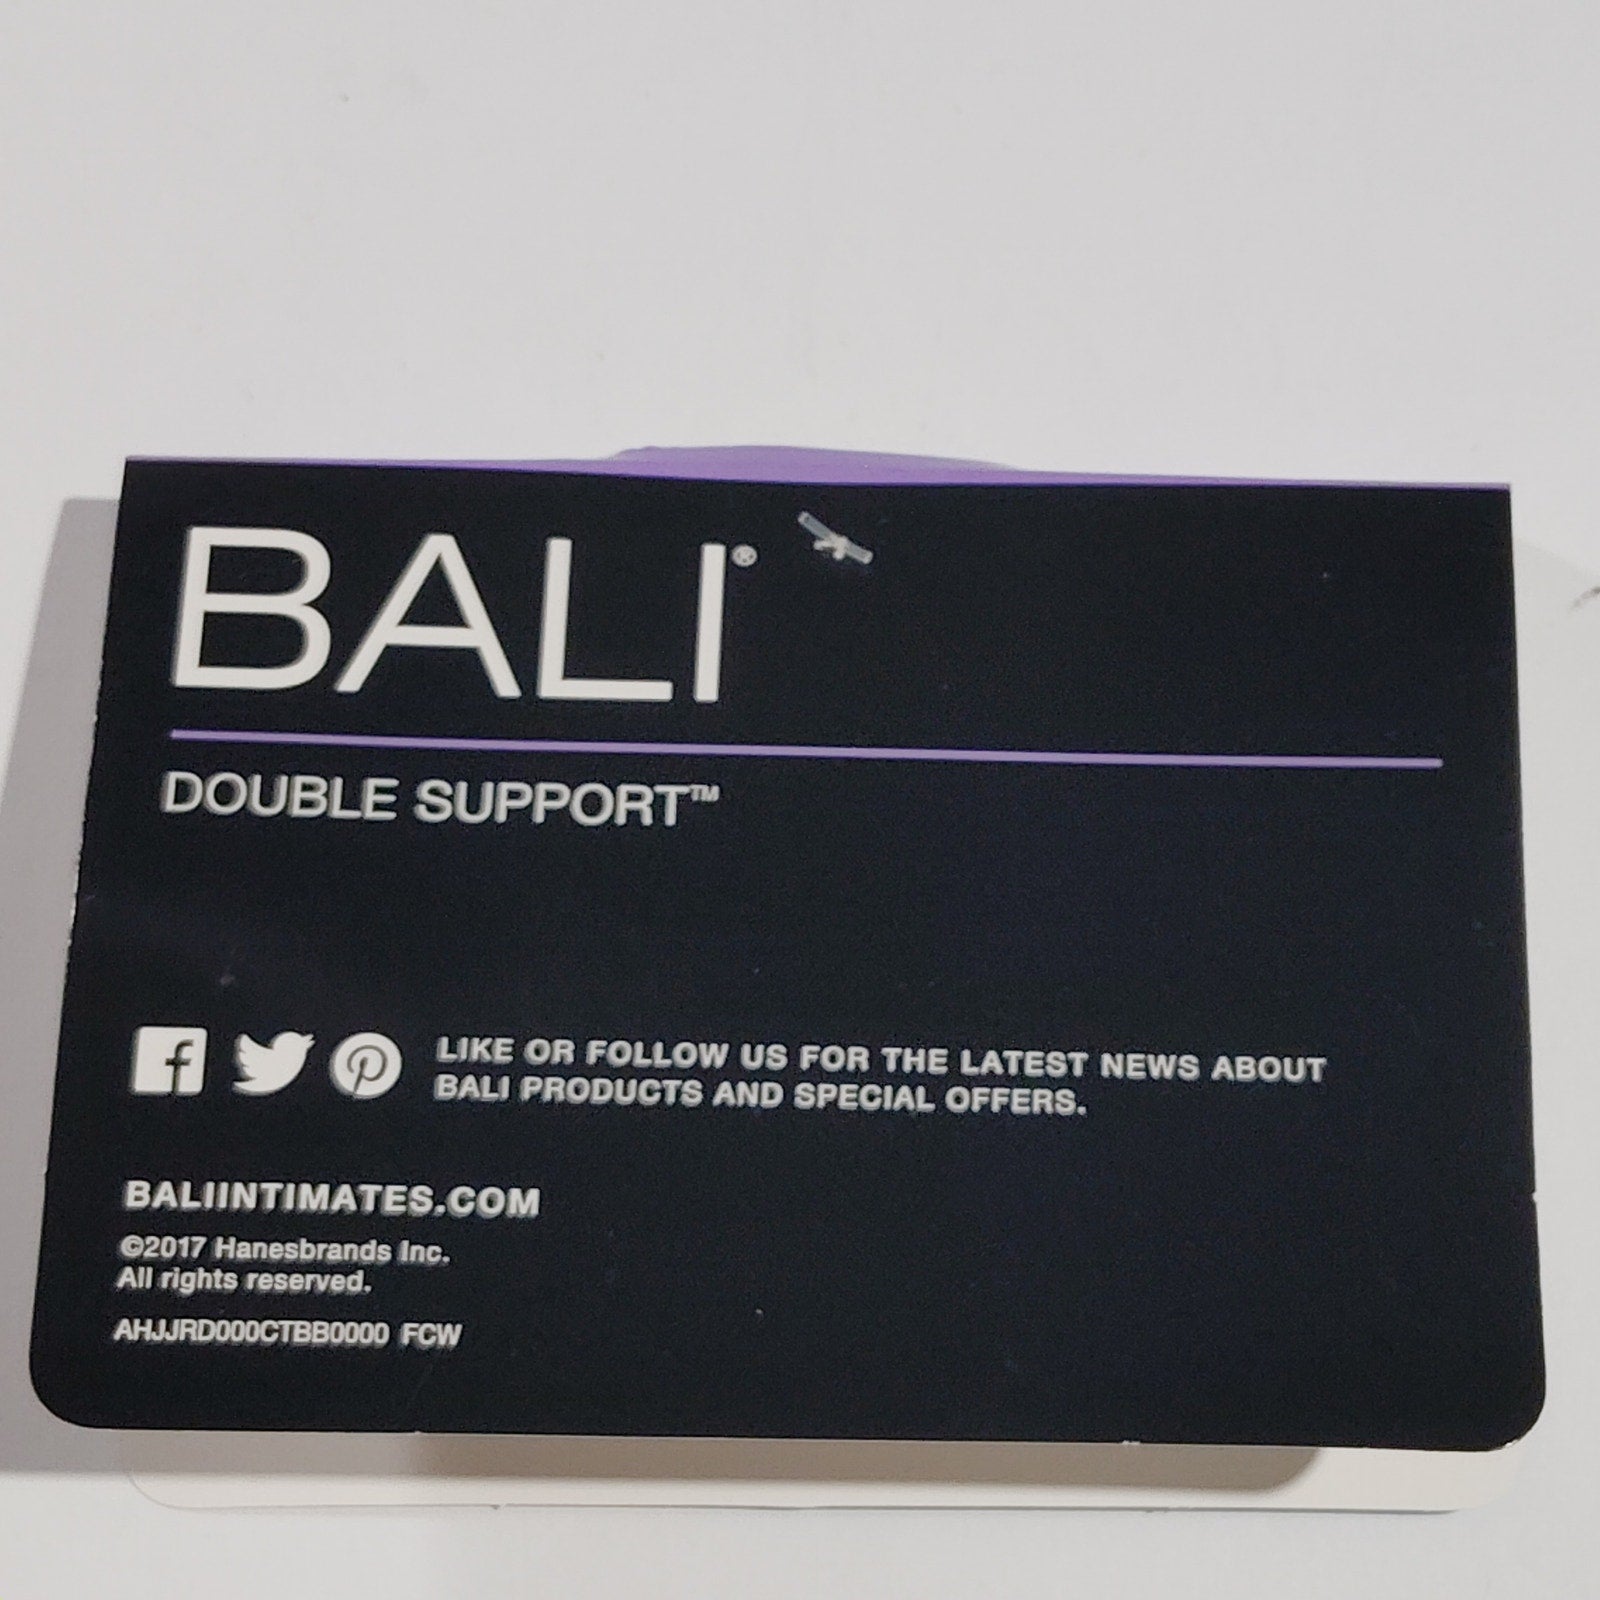 BALI®
DOUBLE SUPPORT™
LIKE OR FOLLOW US FOR THE LATEST NEWS ABOUT
BALI PRODUCTS AND SPECIAL OFFERS.
BALIINTIMATES.COM
©2017 Hanesbrands Inc.
All rights reserved.
AHJJRD000CTBB0000 FCW